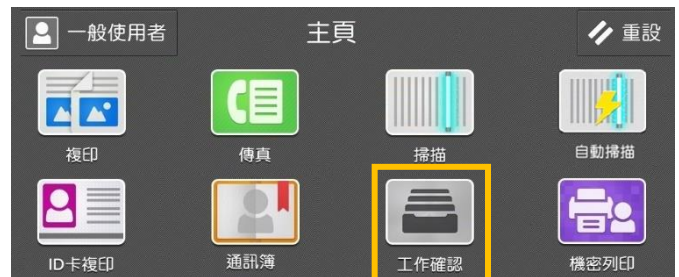 一般使用者
主頁
重設
複印
傳真
掃描
自動掃描
ID卡複印
通訊簿
工作確認
機密列印